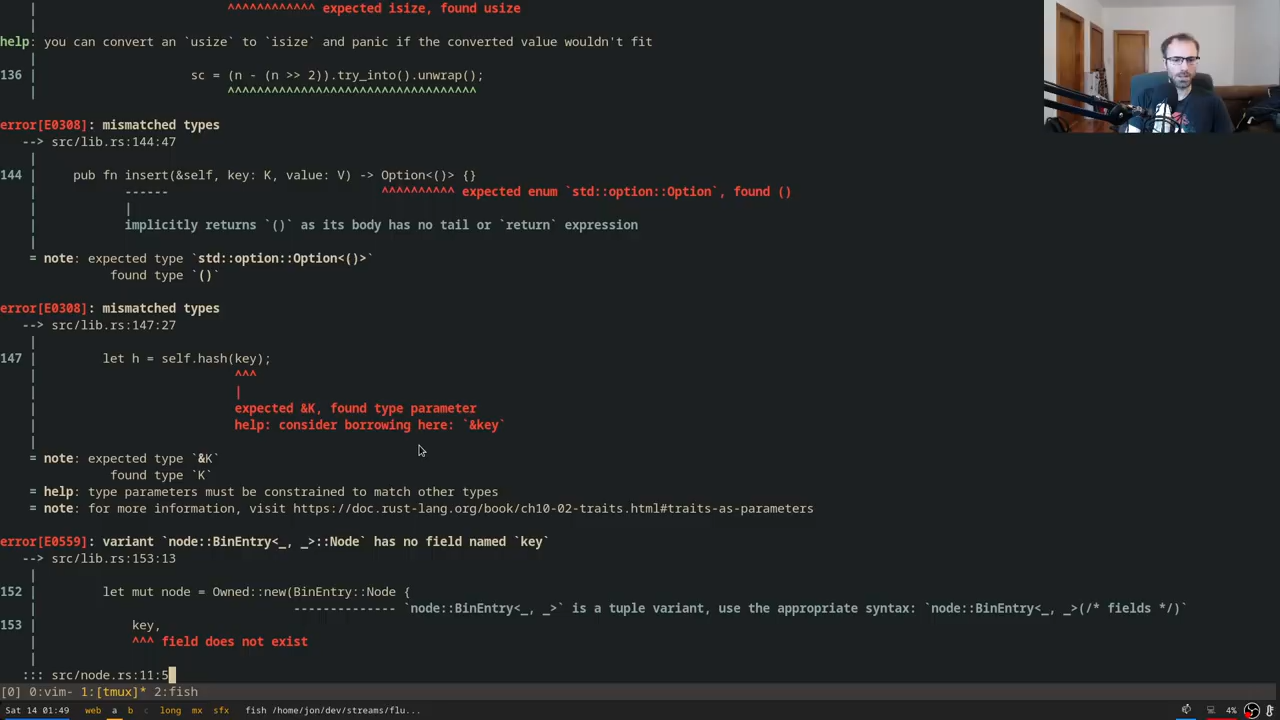 ^^^^^^^^^^^^ expected isize, found usize
|
help: you can convert an `usize` to `isize` and panic if the converted value wouldn't fit
|
136 |                     sc = (n - (n >> 2)).try_into().unwrap();
|                          ^^^^^^^^^^^^^^^^^^^^^^^^^^^^^^^^^^
error[E0308]: mismatched types
--> src/lib.rs:144:47
|
144 |     pub fn insert(&self, key: K, value: V) -> Option<()> {}
|            ------                             ^^^^^^^^^^ expected enum `std::option::Option`, found ()
|            |
|            implicitly returns `()` as its body has no tail or `return` expression
|
= note: expected type `std::option::Option<()>`
found type `()`
error[E0308]: mismatched types
--> src/lib.rs:147:27
|
147 |         let h = self.hash(key);
|                           ^^^
|                           |
|                           expected &K, found type parameter
|                           help: consider borrowing here: `&key`
|
= note: expected type `&K`
found type `K`
= help: type parameters must be constrained to match other types
= note: for more information, visit https://doc.rust-lang.org/book/ch10-02-traits.html#traits-as-parameters
error[E0559]: variant `node::BinEntry<_, _>::Node` has no field named `key`
--> src/lib.rs:153:13
|
152 |         let mut node = Owned::new(BinEntry::Node {
|                                   -------------- `node::BinEntry<_, _>` is a tuple variant, use the appropriate syntax: `node::BinEntry<_, _>(/* fields */)`
153 |             key,
|             ^^^ field does not exist
|
::: src/node.rs:11:5
[0] 0:vim- 1:[tmux]* 2:fish
Sat 14 01:49 web a b c long mx sfx fish /home/jon/dev/streams/flu... 4%